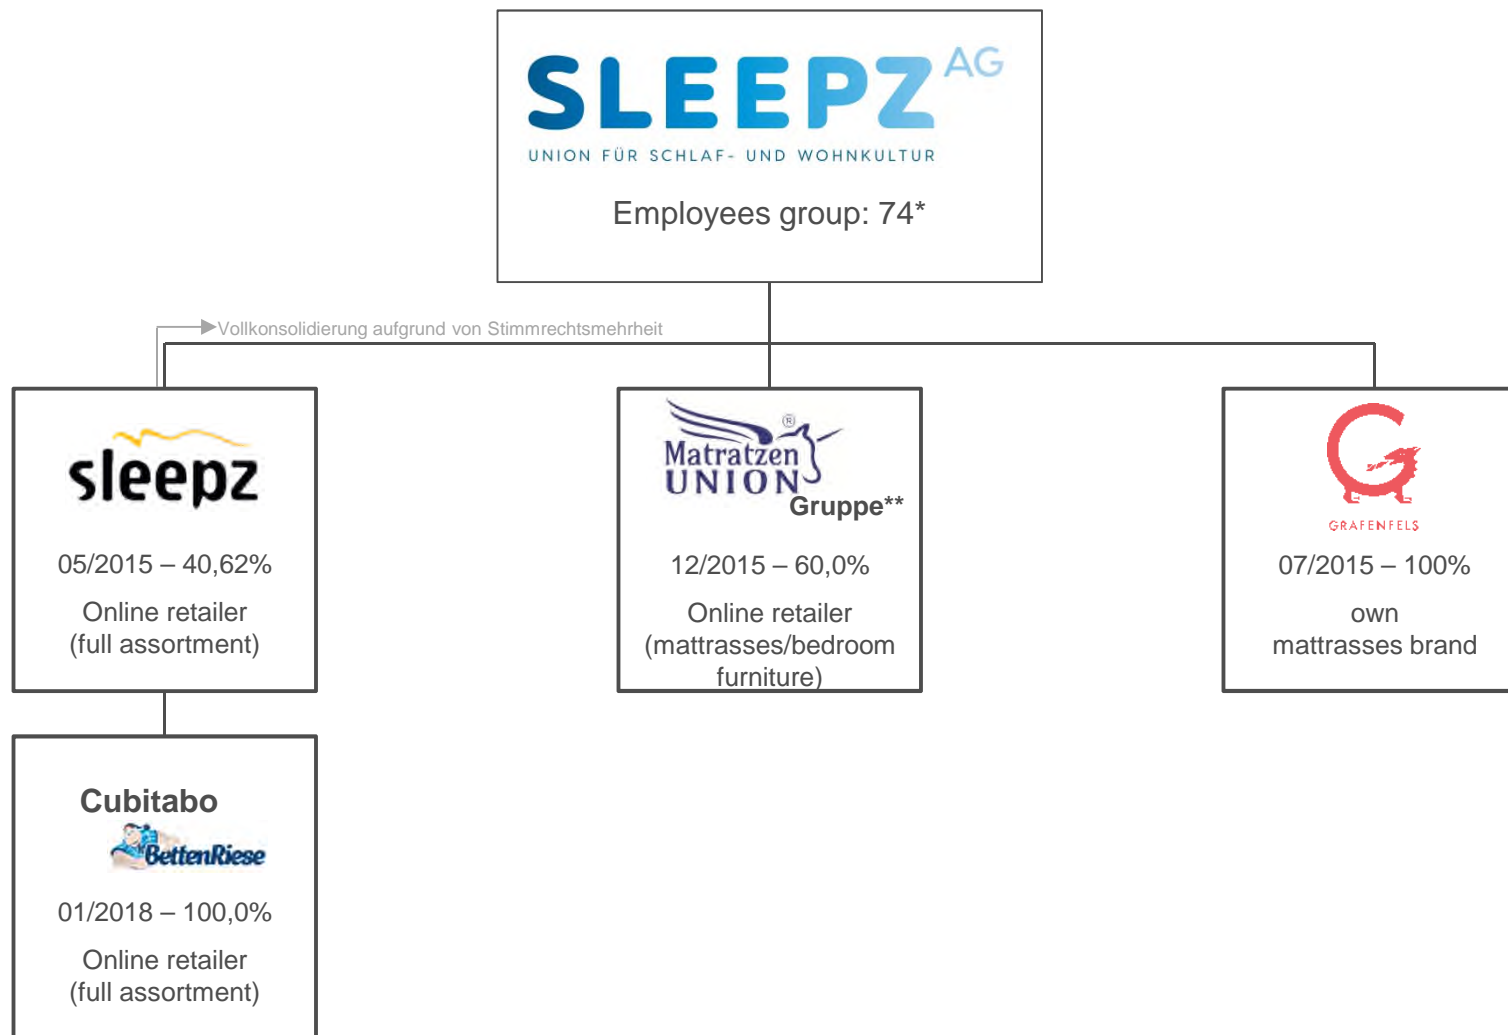 SLEEPZ AG
UNION FÜR SCHLAF- UND WOHNKULTUR
Employees group: 74*
Vollkonsolidierung aufgrund von Stimmrechtsmehrheit
sleepz
05/2015 – 40,62%
Online retailer
(full assortment)
Matratzen ®
UNION
Gruppe**
12/2015 – 60,0%
Online retailer
(mattrasses/bedroom
furniture)
G
GRAFENFELS
07/2015 – 100%
own
mattrasses brand
Cubitabo
BettenRiese
01/2018 – 100,0%
Online retailer
(full assortment)